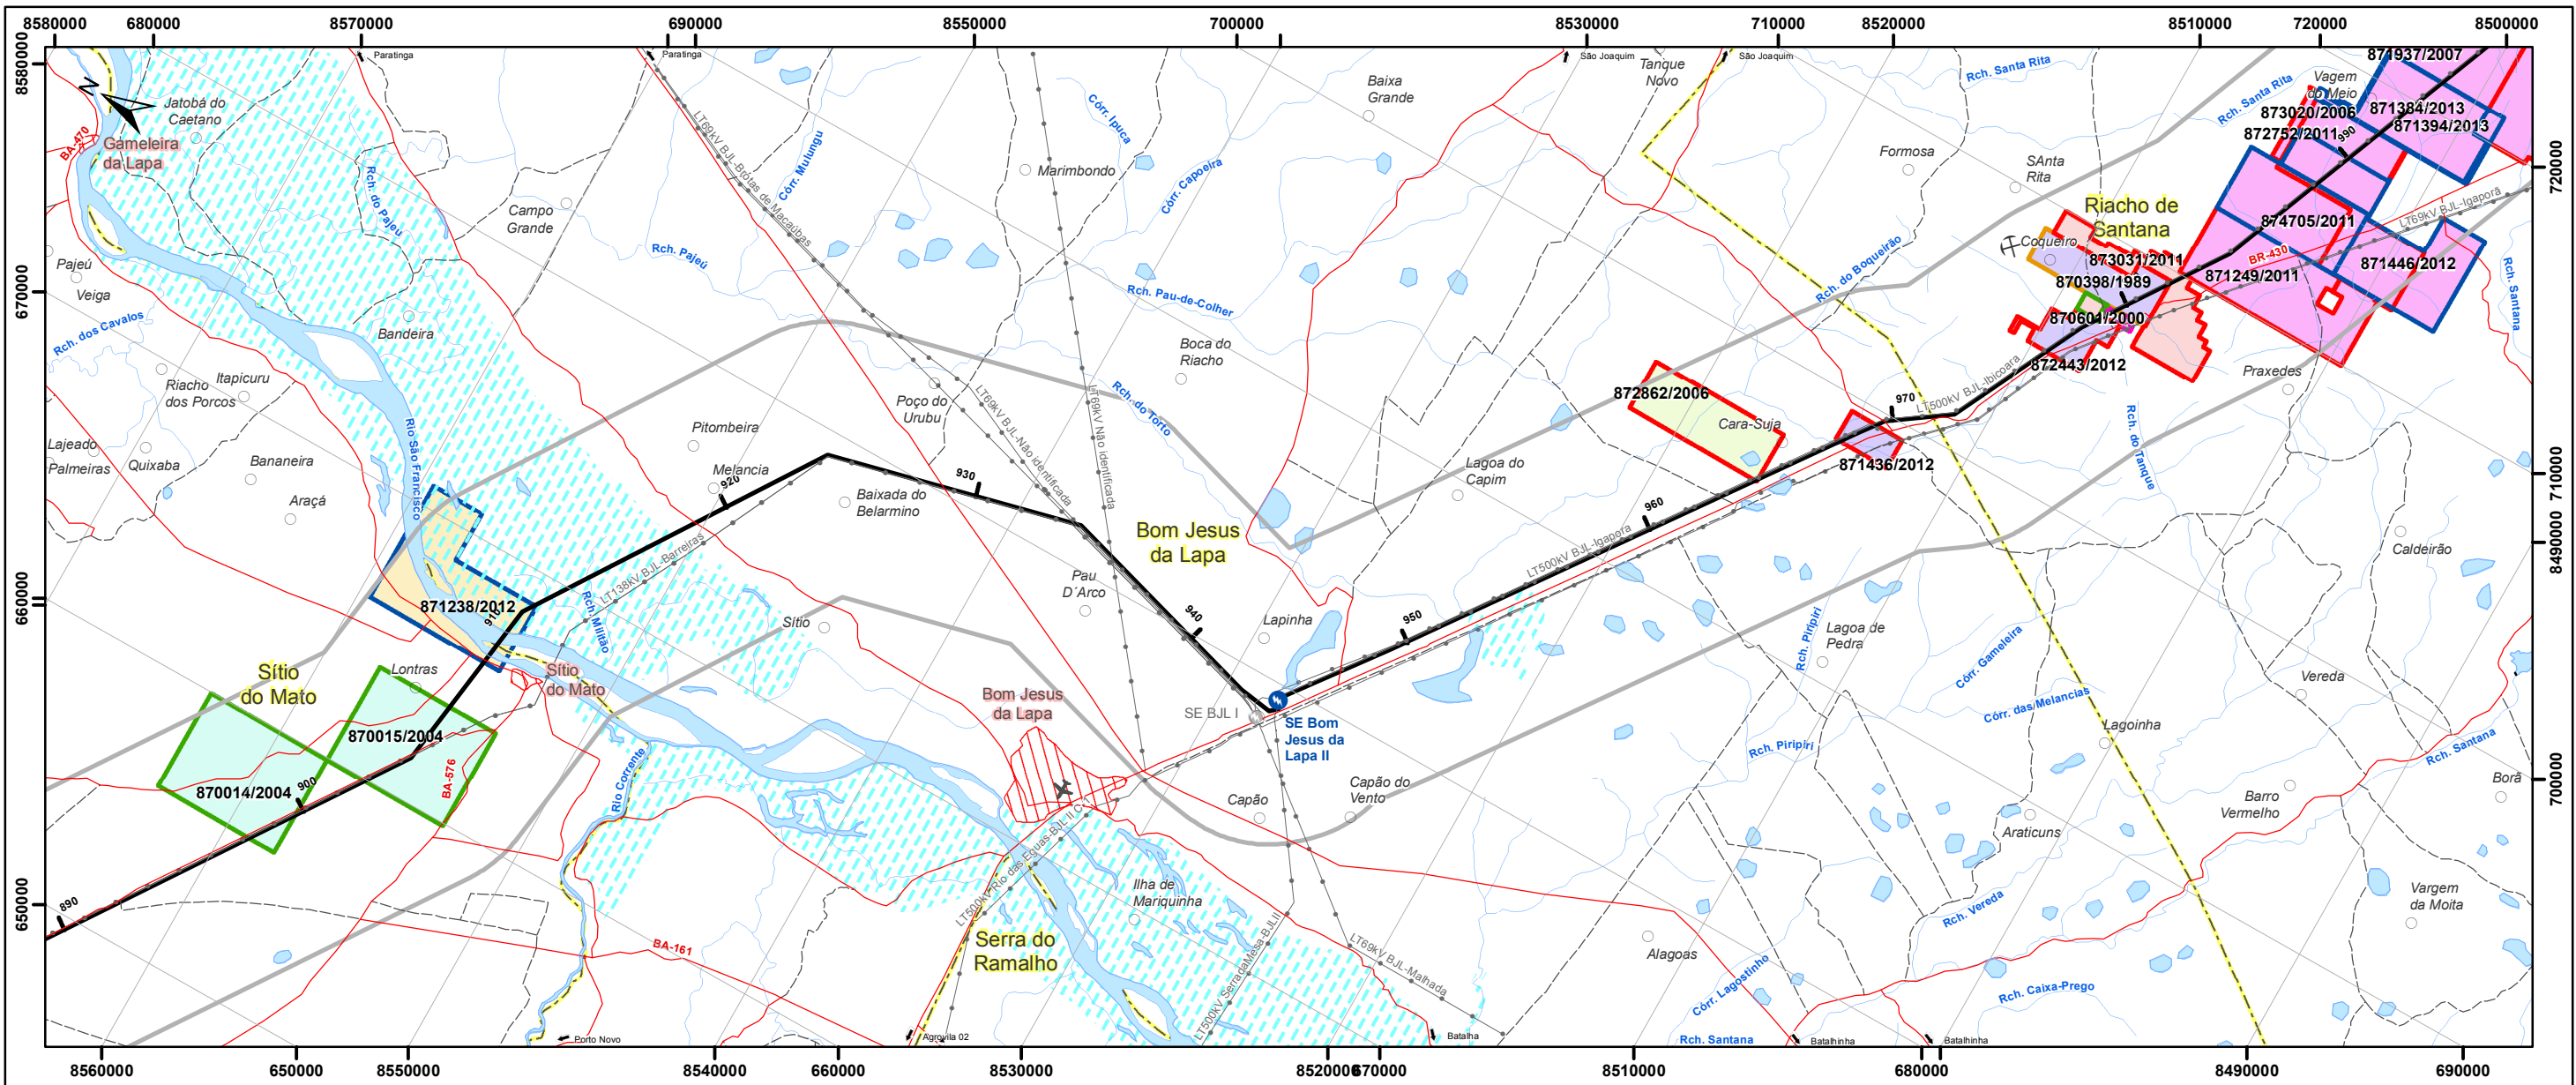 8580000
680000
8570000
690000
8550000
700000
8530000
7100000
8520000
8510000
720000
8500000
8580000
670000
660000
650000
720000
710000
8490000
700000
8560000
650000
8550000
8540000
660000
8530000
8520000
670000
8510000
680000
8490000
690000
N
Paratinga
Paratinga
São Joaquim
São Joaquim
Jatobá do
Caetano
Gameleira
da Lapa
BA-470
Rch. do Pajeu
Campo
Grande
Rch. Pajeú
Córr. Mulungu
LT69kV BJL-Brotas de Macaúbas
Marimbondo
Córr. Ipuca
Córr. Capoeira
Baixa
Grande
Tanque
Novo
Rch. Santa Rita
Rch. Santa Rita
Vagem
do Meio
871937/2007
871384/2013
873020/2006
871394/2013
872752/2011
990
Formosa
SAnta
Rita
Riacho de
Santana
Coqueiro
873031/2011
874705/2011
LT69kV BJL-Igaporã
BR-430
871446/2012
871249/2011
870398/1989
870601/2000
872443/2012
Rch. Santana
Pajeú
Veiga
Rch. dos Cavalos
Bandeira
Riacho
dos Porcos
Itapicuru
Rch. Pau-de-Colher
Boca do
Riacho
Rch. do Boqueirão
Praxedes
Lajeado
Palmeiras
Quixaba
Bananeira
Araçá
Rio São Francisco
Pitombeira
Melancia
920
Poço do
Urubu
LT69kV BJL-Não identificada
LT69kV Não identificada
Rch. do Torto
930
Baixada do
Belarmino
Bom Jesus
da Lapa
Lagoa do
Capim
872862/2006
Cara-Suja
970
LT500kV BJL-Ibicoara
871436/2012
Rch. do Tanque
960
LT500kV BJL-Igaporã
Caldeirão
871238/2012
910
LT138kV BJL-Barreiras
Rch. Militão
Pau
D´Arco
940
Sítio
Lapinha
950
Rch. Piripiri
Lagoa de
Pedra
Córr. Gameleira
Vereda
Sítio
do Mato
Lontras
Sítio
do Mato
Bom Jesus
da Lapa
SE BJL I
SE Bom
Jesus da
Lapa II
Córr. das Melancias
Lagoinha
Rch. Piripiri
Rch. Santana
870015/2004
870014/2004
900
BA-576
Rio Corrente
Capão
Capão do
Vento
Borã
Barro
Vermelho
Araticuns
890
LT500kV Rio das Eguas-BJL II C-1
Ilha de
Mariquinha
Vargem
da Moita
Rch. Vereda
BA-161
Serra do
Ramalho
LT500kV SerradaMesa-BJLII
LT69kV BJL-Malhada
Alagoas
Córr. Lagostinho
Rch. Caixa-Prego
Porto Novo
Agrovila 02
Batalha
Rch. Santana
Batalhinha
Batalhinha